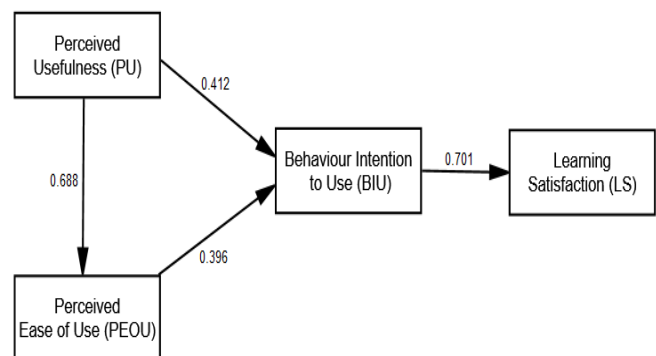 Perceived
Usefulness (PU)
0.412
0.688
Behaviour Intention
to Use (BIU)
0.701
Learning
Satisfaction (LS)
0.396
Perceived
Ease of Use (PEOU)